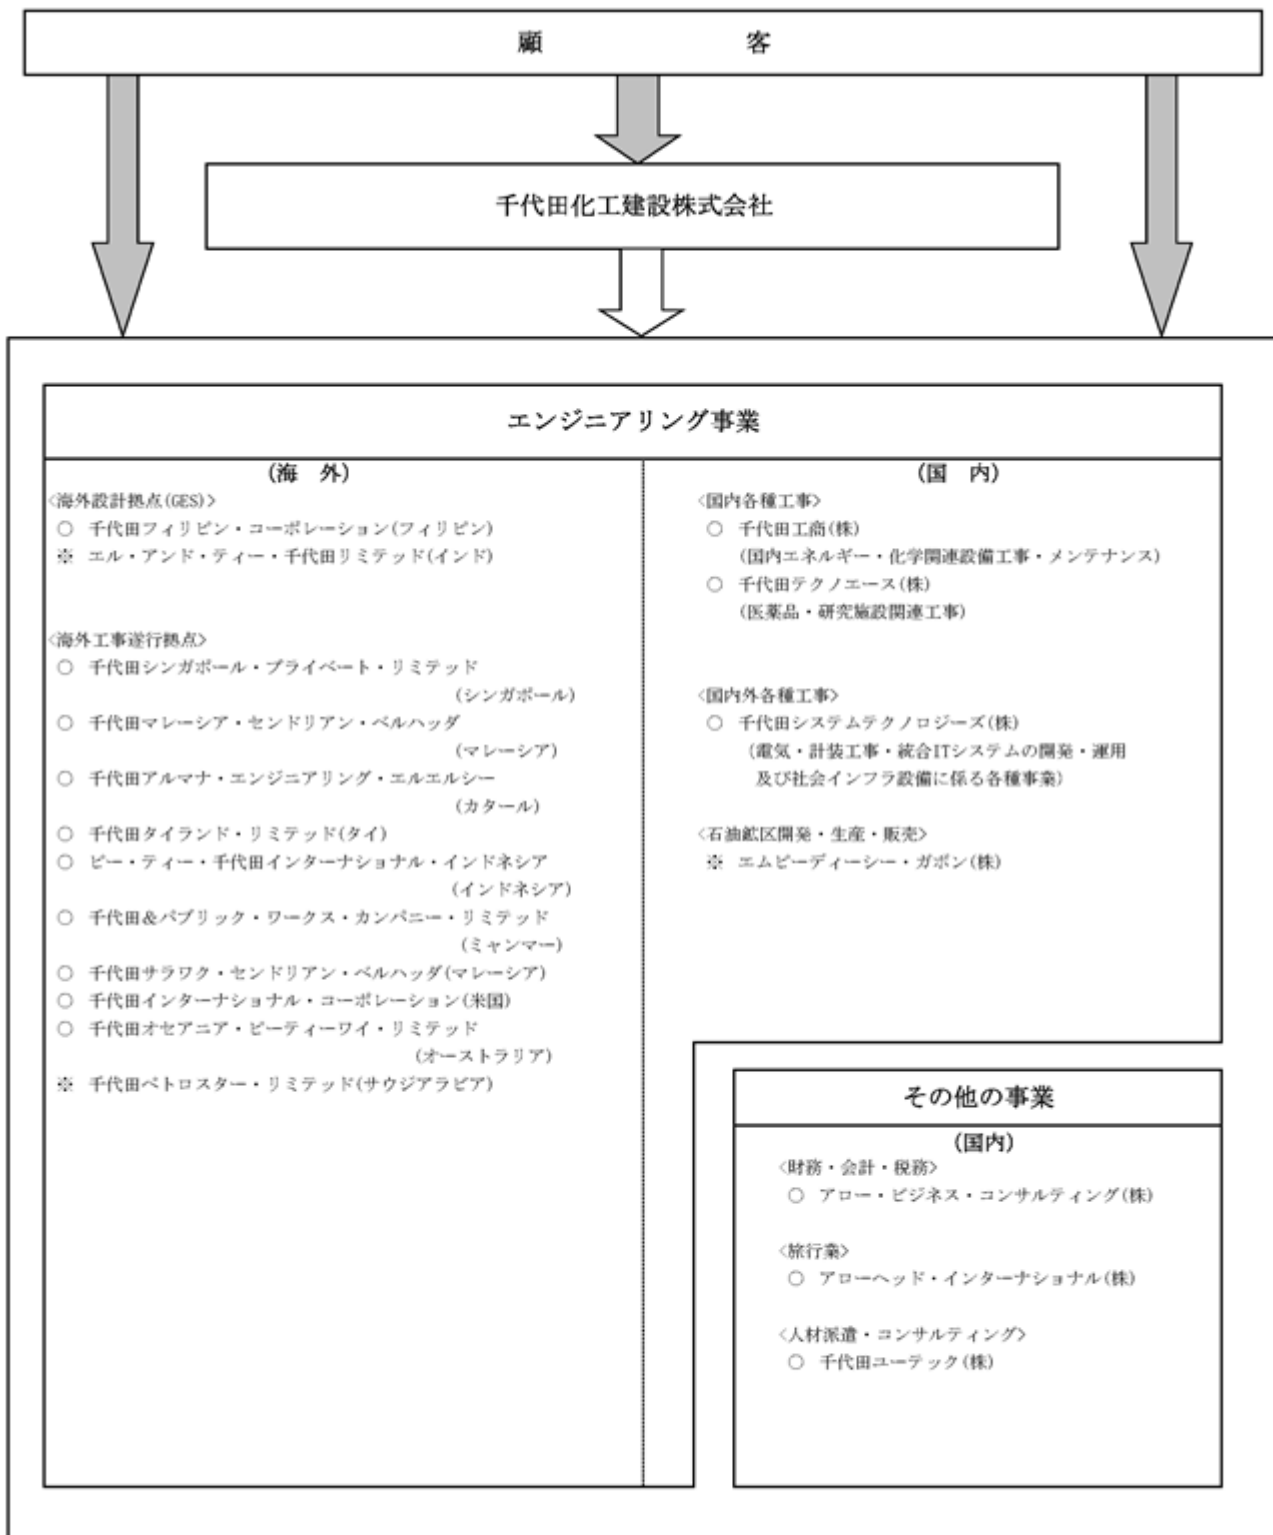 顧 客
千代田化工建設株式会社
エンジニアリング事業
(海 外)
<海外設計拠点(GES)>
○ 千代田フィリピン・コーポレーション(フィリピン)
※ エル・アンド・ティー・千代田リミテッド(インド)
<海外工事遂行拠点>
○ 千代田シンガポール・プライベート・リミテッド
(シンガポール)
○ 千代田マレーシア・センドリアン・ベルハッダ
(マレーシア)
○ 千代田アルマナ・エンジニアリング・エルエルシー
(カタール)
○ 千代田タイランド・リミテッド(タイ)
○ ピー・ティー・千代田インターナショナル・インドネシア
(インドネシア)
○ 千代田&パブリック・ワークス・カンパニー・リミテッド
(ミャンマー)
○ 千代田サラワク・センドリアン・ベルハッダ(マレーシア)
○ 千代田インターナショナル・コーポレーション(米国)
○ 千代田オセアニア・ピーティーワイ・リミテッド
(オーストラリア)
※ 千代田ペトロスター・リミテッド(サウジアラビア)
(国 内)
<国内各種工事>
○ 千代田工商(株)
(国内エネルギー・化学関連設備工事・メンテナンス)
○ 千代田テクノエース(株)
(医薬品・研究施設関連工事)
<国内外各種工事>
○ 千代田システムテクノロジーズ(株)
(電気・計装工事・統合ITシステムの開発・運用
及び社会インフラ設備に係る各種事業)
<石油鉱区開発・生産・販売>
※ エムピーディーシー・ガボン(株)
その他の事業
(国内)
<財務・会計・税務>
○ アロー・ビジネス・コンサルティング(株)
<旅行業>
○ アローヘッド・インターナショナル(株)
<人材派遣・コンサルティング>
○ 千代田ユーテック(株)